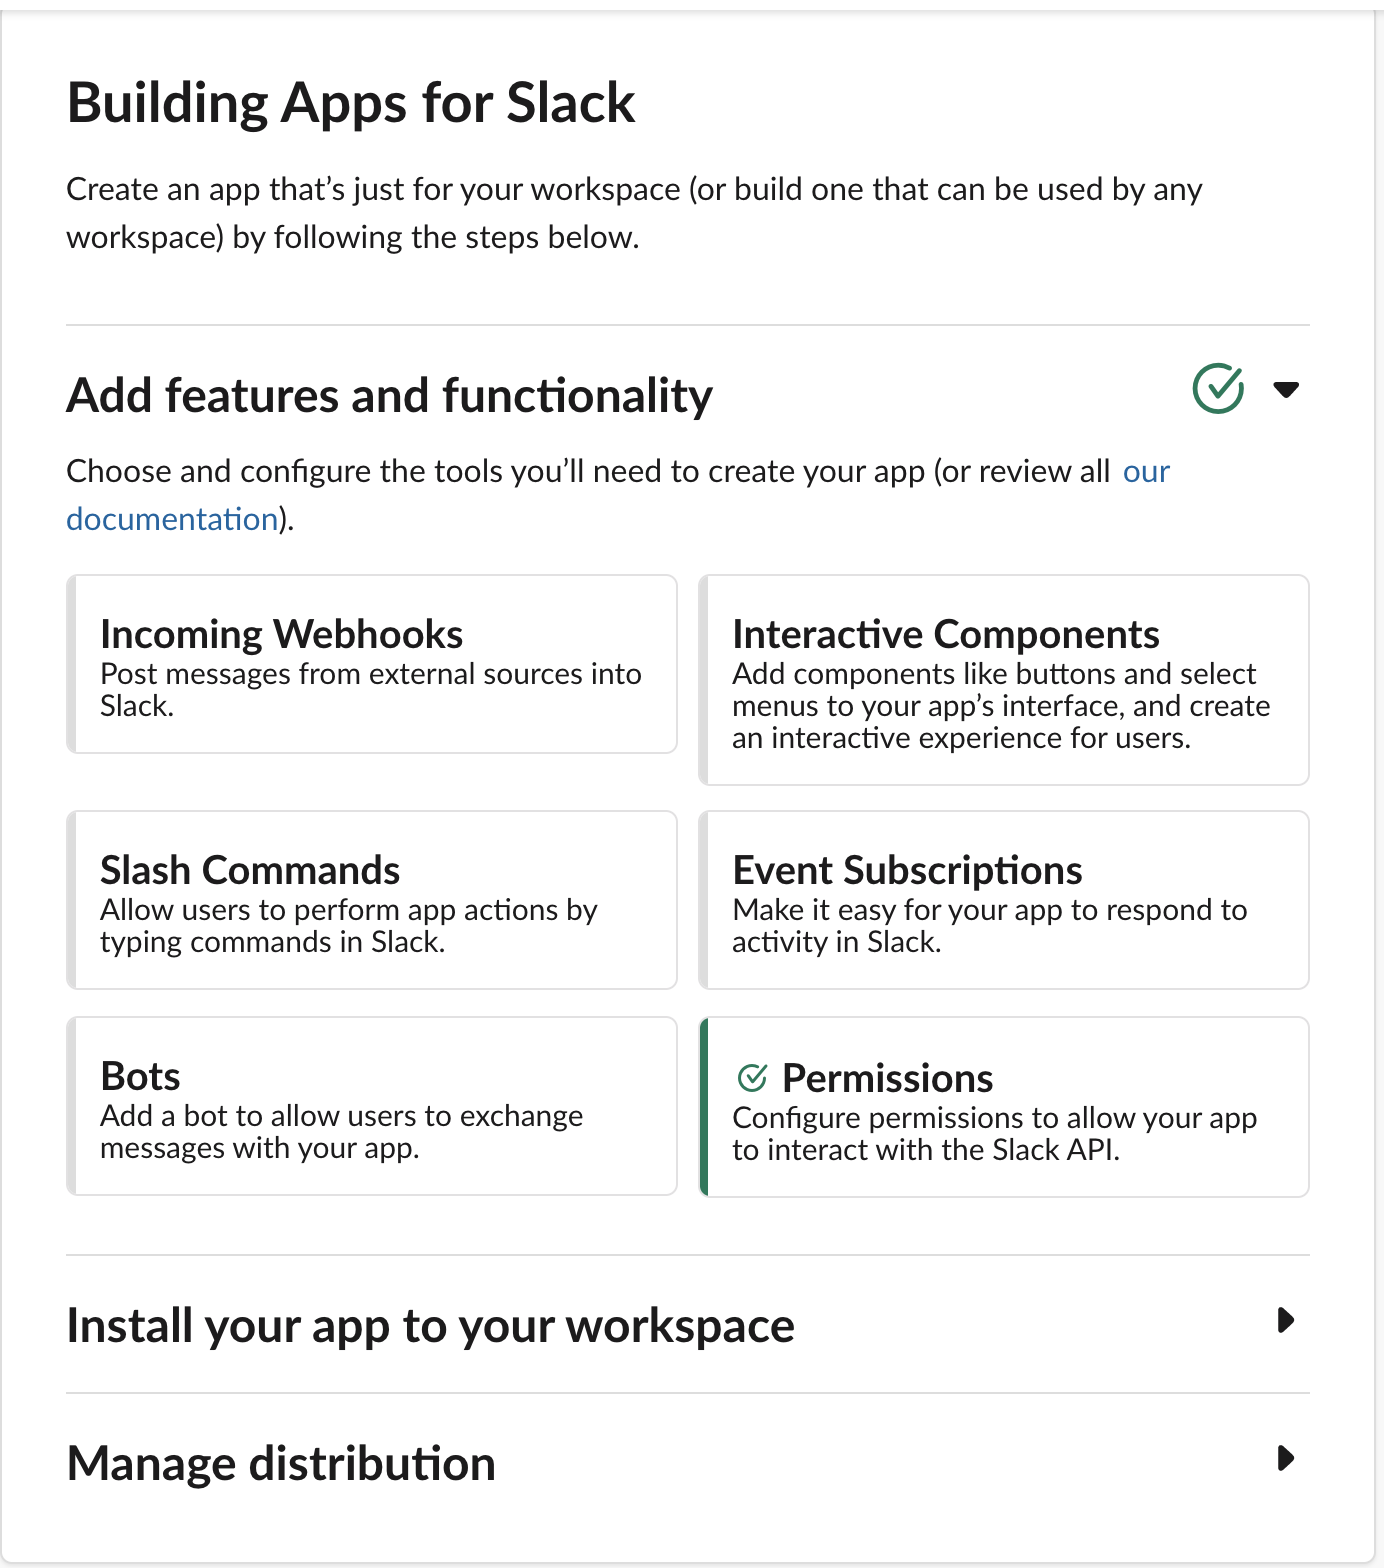 Building Apps for Slack
Create an app that’s just for your workspace (or build one that can be used by any
workspace) by following the steps below.
Add features and functionality
Choose and configure the tools you’ll need to create your app (or review all our
documentation).
Incoming Webhooks
Post messages from external sources into
Slack.
Interactive Components
Add components like buttons and select
menus to your app’s interface, and create
an interactive experience for users.
Slash Commands
Allow users to perform app actions by
typing commands in Slack.
Event Subscriptions
Make it easy for your app to respond to
activity in Slack.
Bots
Add a bot to allow users to exchange
messages with your app.
Permissions
Configure permissions to allow your app
to interact with the Slack API.
Install your app to your workspace
Manage distribution